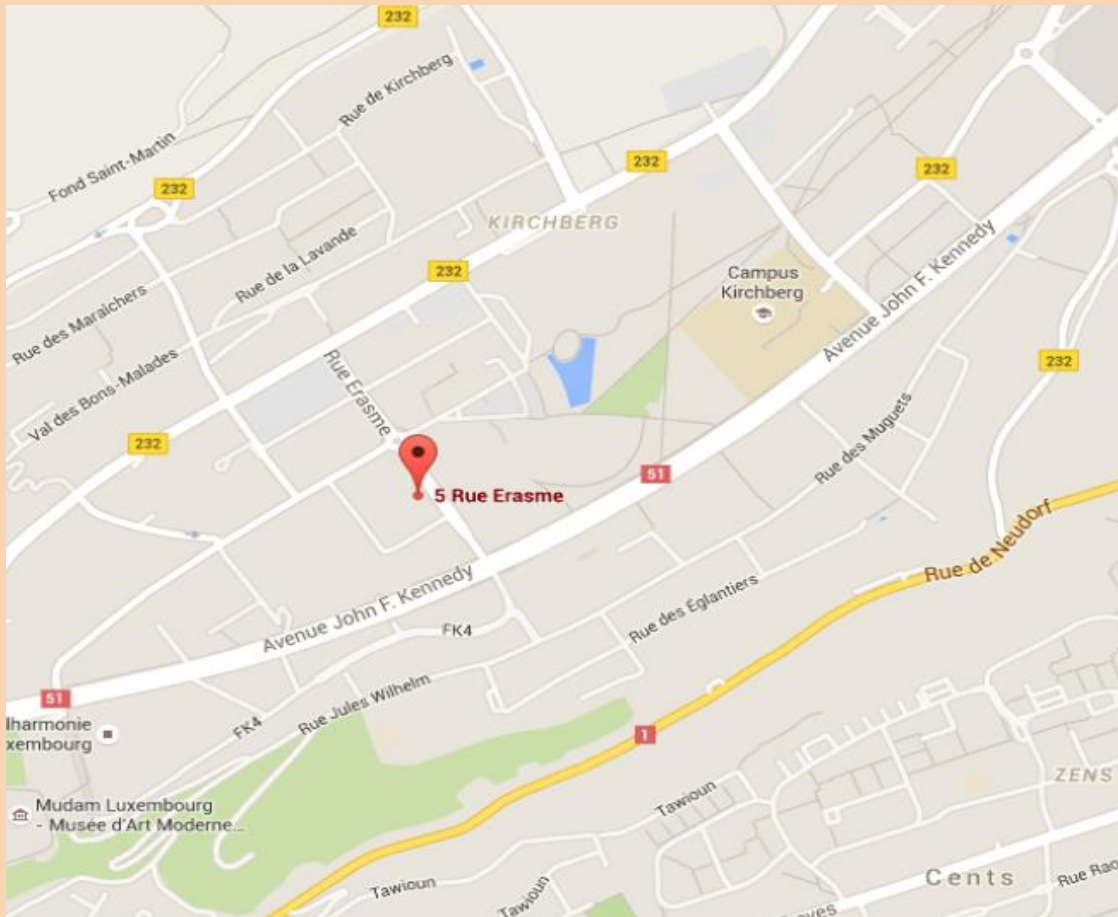 232
232
Rue de Kirchberg
Fond Saint-Martin
232
232
232
KIRCHBERG
Rue de la Lavande
232
Campus
Kirchberg
Avenue John F. Kennedy
Rue des Maraichers
Val des Bons-Malades
Rue Erasme
232
232
Rue des Muguets
51
5 Rue Erasme
Rue de Neudorf
Avenue John F. Kennedy
FK4
Rue des Églantiers
51
Rue Jules Wilhelm
FK4
lharmonie
xembourg
1
ZENS
Mudam Luxembourg
- Musée d'Art Moderne...
Tawioun
Tawioun
Tawioun
Cents
Rue Rao